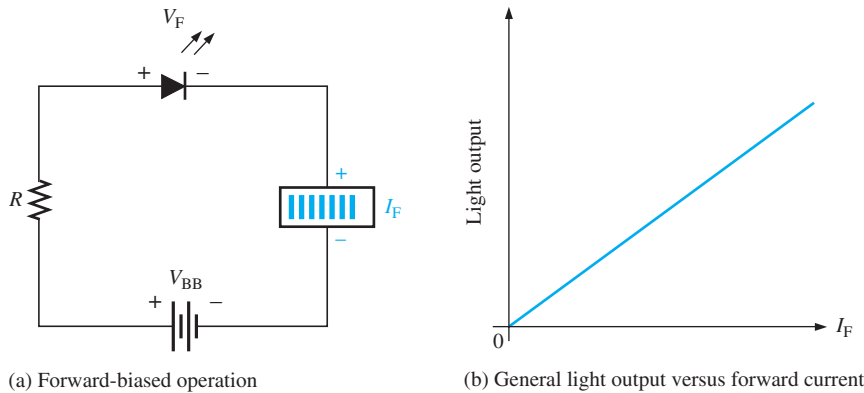 V_F
+ −
R
+
I_F
−
V_BB
+ −
(a) Forward-biased operation
Light output
0
I_F
(b) General light output versus forward current